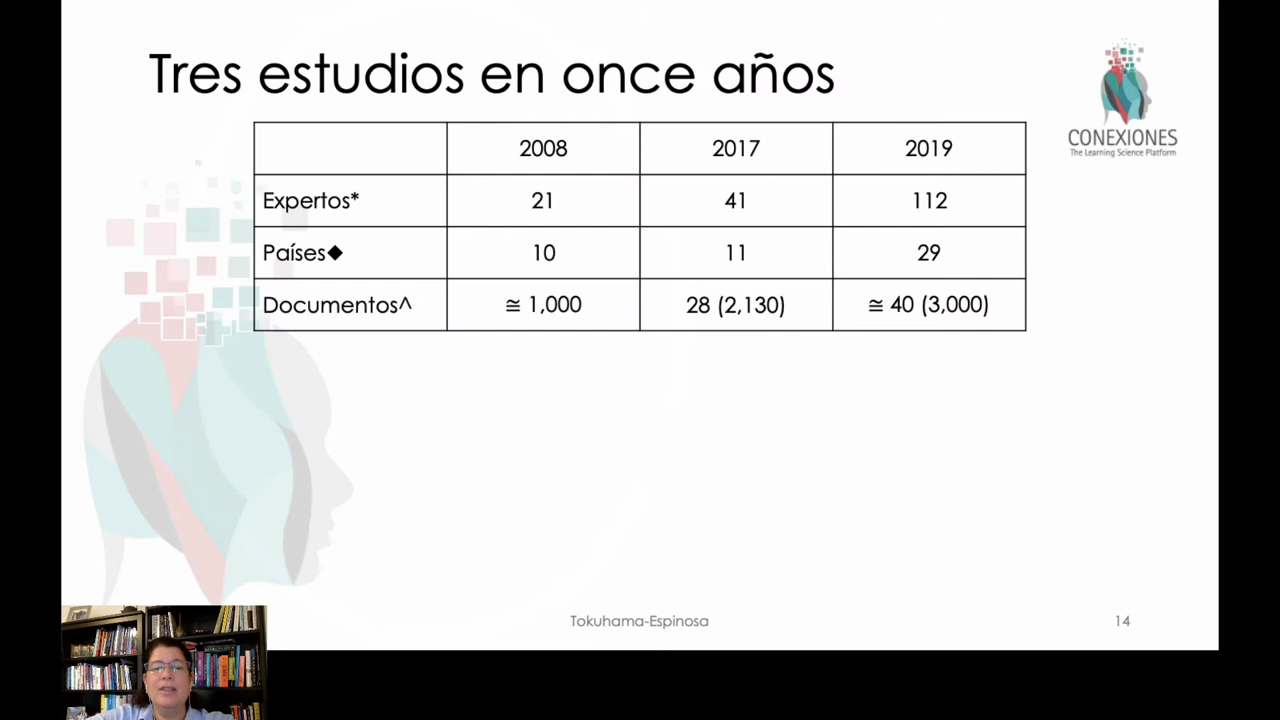 Tres estudios en once años
CONEXIONES
The Learning Science Platform
2008 2017 2019
Expertos* 21 41 112
Países◆ 10 11 29
Documentos^ ≅ 1,000 28 (2,130) ≅ 40 (3,000)
Tokuhama-Espinosa
14